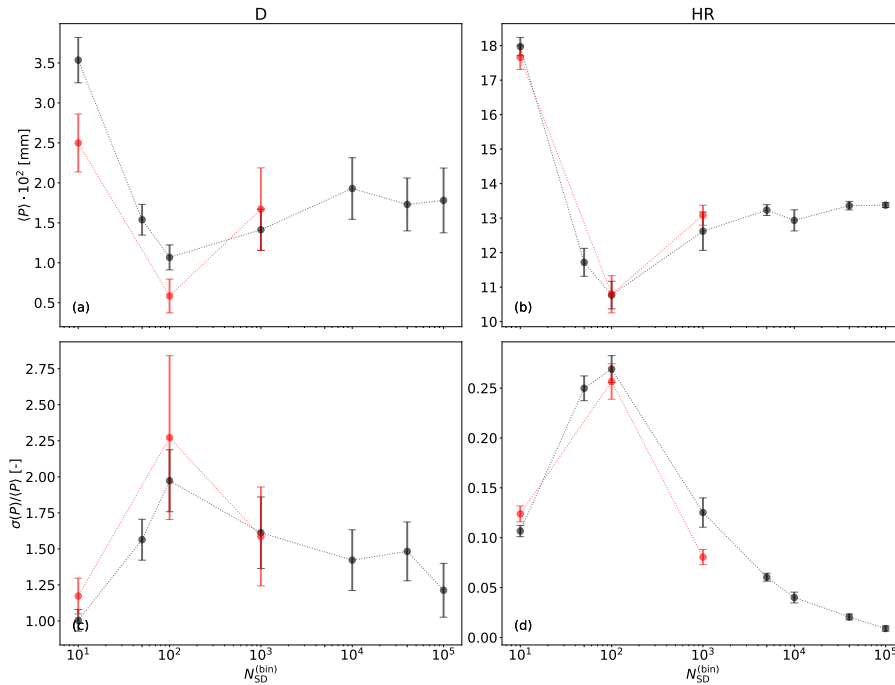 D
HR
⟨P⟩ · 10² [mm]
3.5
3.0
2.5
2.0
1.5
1.0
0.5
(a)
18
17
16
15
14
13
12
11
10
(b)
σ(P)/⟨P⟩ [-]
2.75
2.50
2.25
2.00
1.75
1.50
1.25
1.00
(c)
10¹ 10² 10³ 10⁴ 10⁵
N_SD^(bin)
0.25
0.20
0.15
0.10
0.05
0.00
(d)
10¹ 10² 10³ 10⁴ 10⁵
N_SD^(bin)